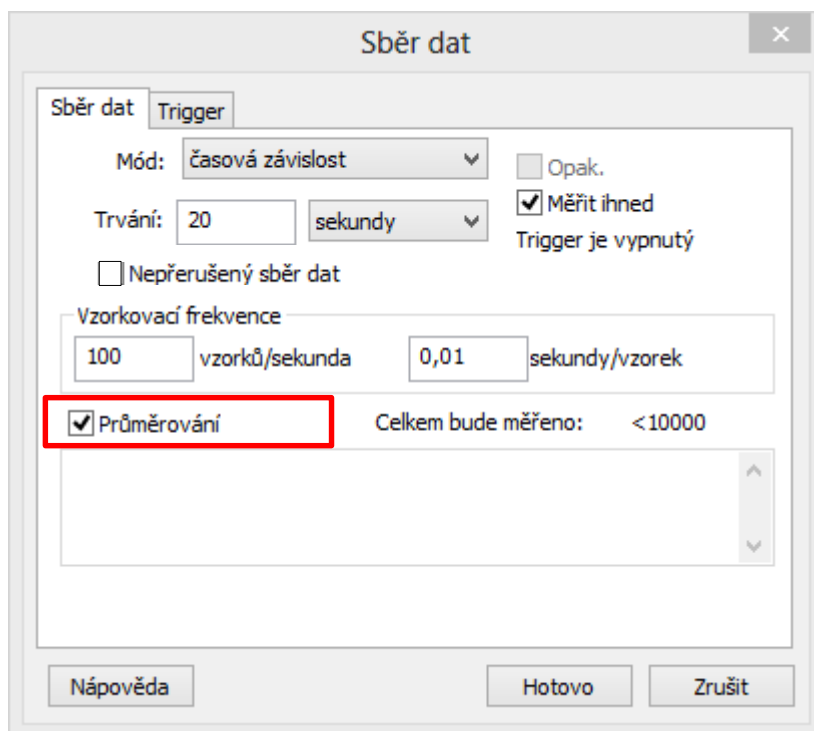 Sběr dat
Sběr dat Trigger
Mód: časová závislost Opak.
Měřit ihned
Trvání: 20 sekundy
Trigger je vypnutý
Nepřerušený sběr dat
Vzorkovací frekvence
100 vzorků/sekunda 0,01 sekundy/vzorek
Průměrování Celkem bude měřeno: <10000
Nápověda Hotovo Zrušit